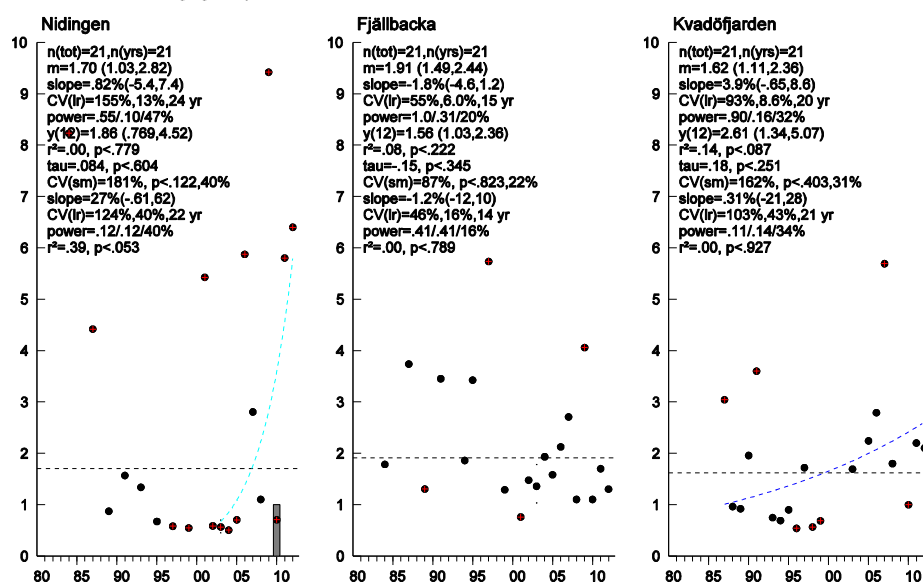 Nidingen
10
n(tot)=21,n(yrs)=21
m=1.70 (1.03,2.82)
slope=.82%(-5.4,7.4)
9
CV(lr)=155%,13%,24 yr
power=.55/.10/47%
y(12)=1.86 (.769,4.52)
8
r²=.00, p<.779
tau=.084, p<.604
CV(sm)=181%, p<.122,40%
7
slope=27%(-.61,62)
CV(lr)=124%,40%,22 yr
power=.12/.12/40%
6
r²=.39, p<.053
5
4
3
2
1
0
80 85 90 95 00 05 10
Fjällbacka
10
n(tot)=21,n(yrs)=21
m=1.91 (1.49,2.44)
slope=-1.8%(-4.6,1.2)
9
CV(lr)=55%,6.0%,15 yr
power=1.0/.31/20%
y(12)=1.56 (1.03,2.36)
8
r²=.08, p<.222
tau=-.15, p<.345
CV(sm)=87%, p<.823,22%
7
slope=-1.2%(-12,10)
CV(lr)=46%,16%,14 yr
power=.41/.41/16%
6
r²=.00, p<.789
5
4
3
2
1
0
80 85 90 95 00 05 10
Kvadöfjarden
10
n(tot)=21,n(yrs)=21
m=1.62 (1.11,2.36)
slope=3.9%(-.65,8.6)
9
CV(lr)=93%,8.6%,20 yr
power=.90/.16/32%
y(12)=2.61 (1.34,5.07)
8
r²=.14, p<.087
tau=.18, p<.251
CV(sm)=162%, p<.403,31%
7
slope=.31%(-21,28)
CV(lr)=103%,43%,21 yr
power=.11/.14/34%
6
r²=.00, p<.927
5
4
3
2
1
0
80 85 90 95 00 05 10